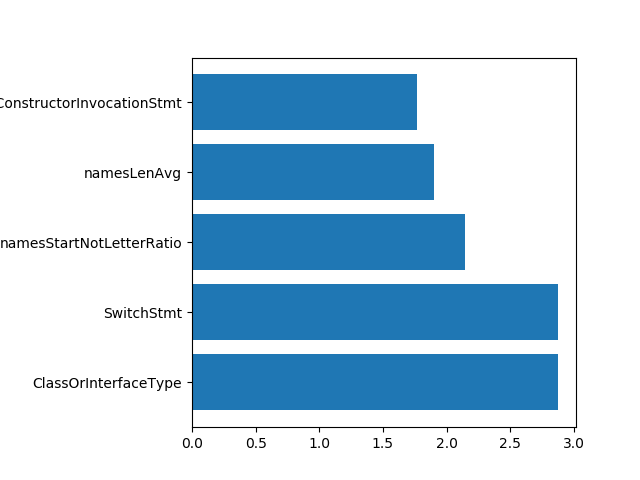 ConstructorInvocationStmt
namesLenAvg
namesStartNotLetterRatio
SwitchStmt
ClassOrInterfaceType
0.0 0.5 1.0 1.5 2.0 2.5 3.0